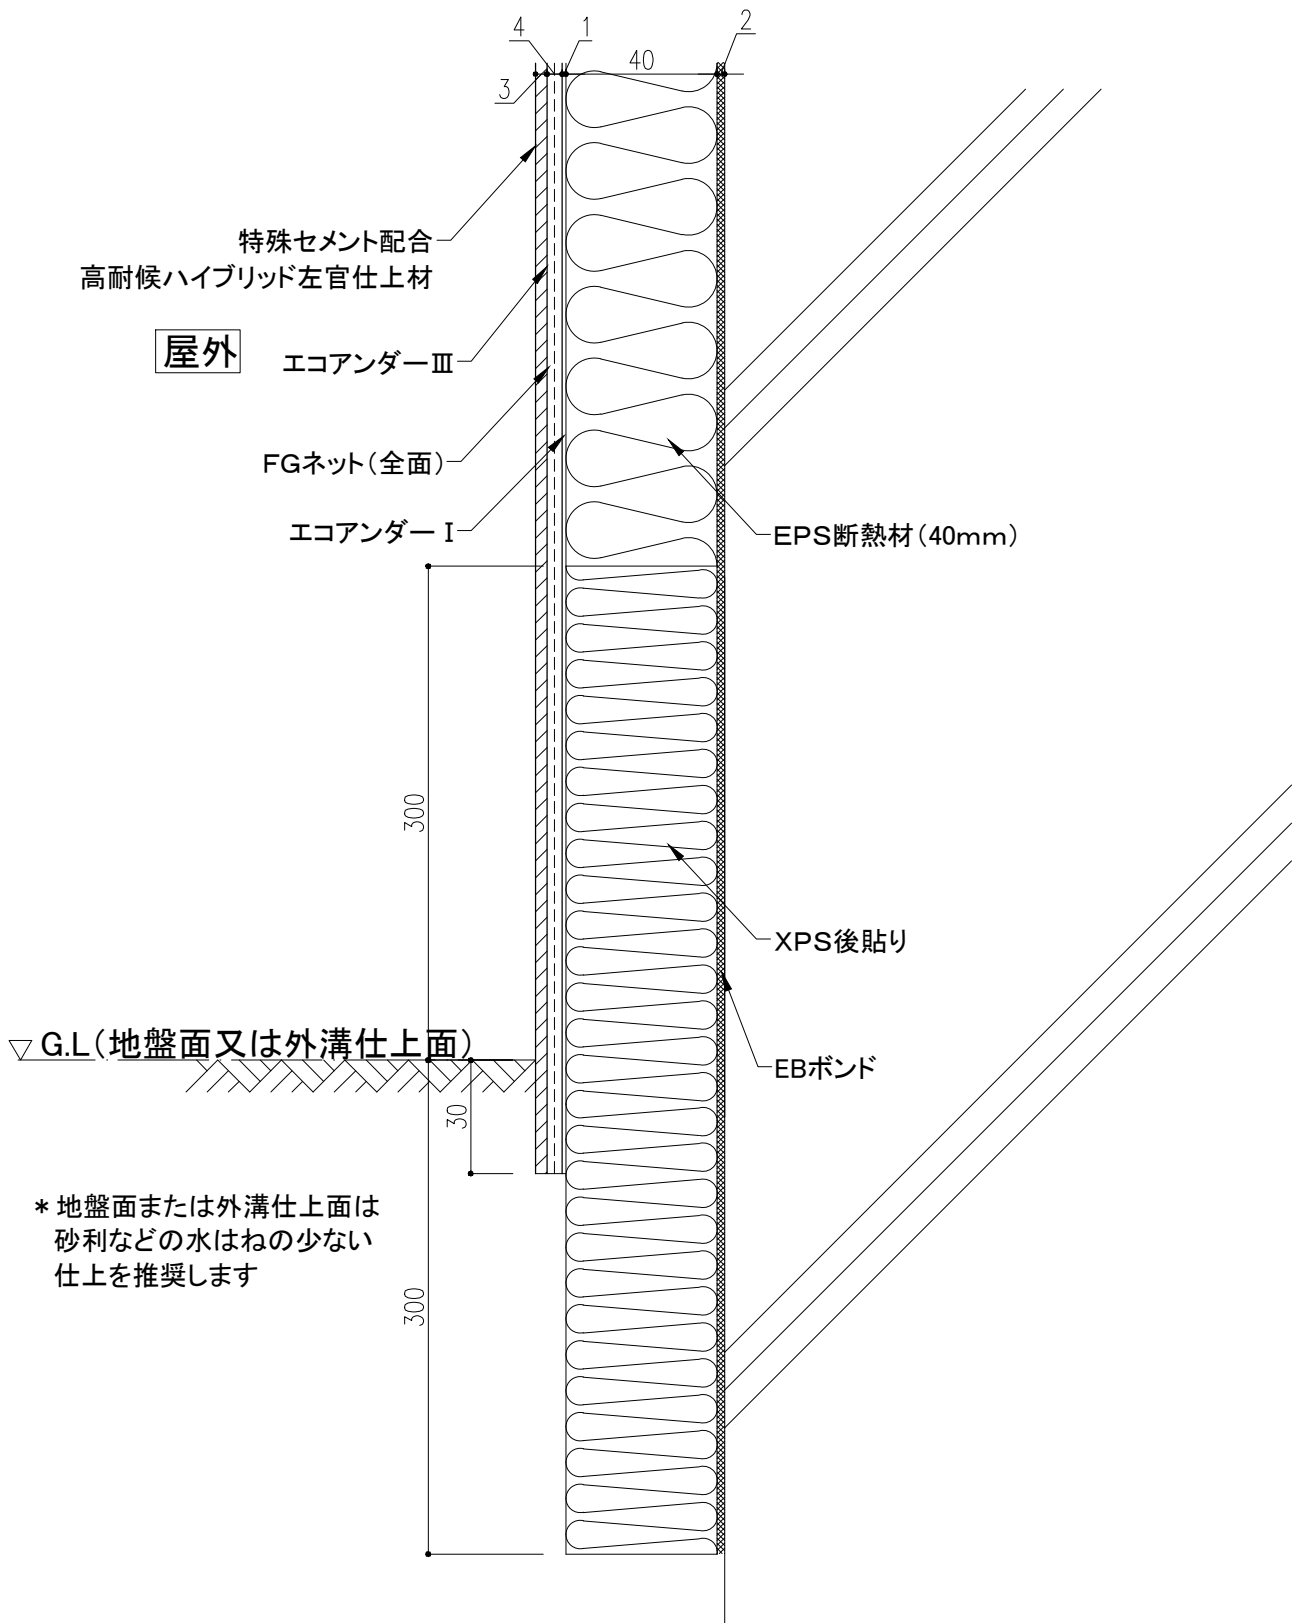 4
1
2
40
3
特殊セメント配合
高耐候ハイブリッド左官仕上材
屋外
エコアンダーⅢ
FGネット（全面）
エコアンダーⅠ
EPS断熱材（40mm）
300
XPS後貼り
G.L（地盤面又は外溝仕上面）
EBボンド
30
＊地盤面または外溝仕上面は
砂利などの水はねの少ない
仕上を推奨します
300